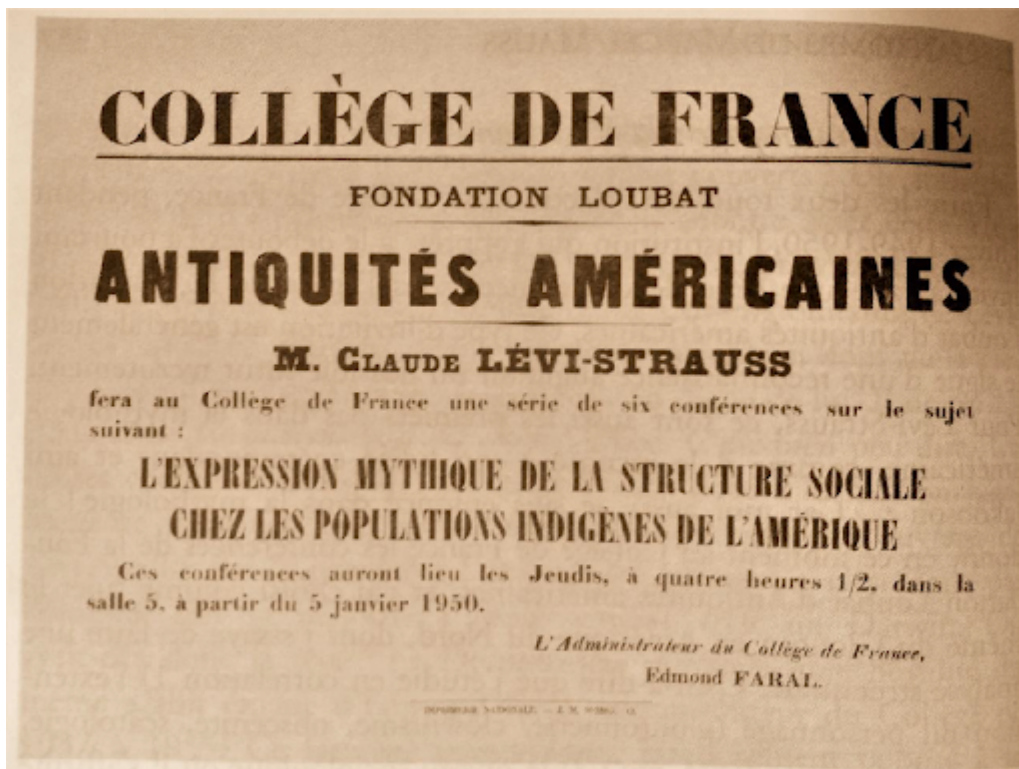 COLLÈGE DE FRANCE
FONDATION LOUBAT
ANTIQUITÉS AMÉRICAINES
M. CLAUDE LÉVI-STRAUSS
fera au Collège de France une série de six conférences sur le sujet
suivant :
L'EXPRESSION MYTHIQUE DE LA STRUCTURE SOCIALE
CHEZ LES POPULATIONS INDIGÈNES DE L'AMÉRIQUE
Ces conférences auront lieu les Jeudis, à quatre heures 1/2, dans la
salle 5, à partir du 5 janvier 1950.
L'Administrateur du Collège de France,
Edmond FARAL.
IMPRIMERIE NATIONALE. —